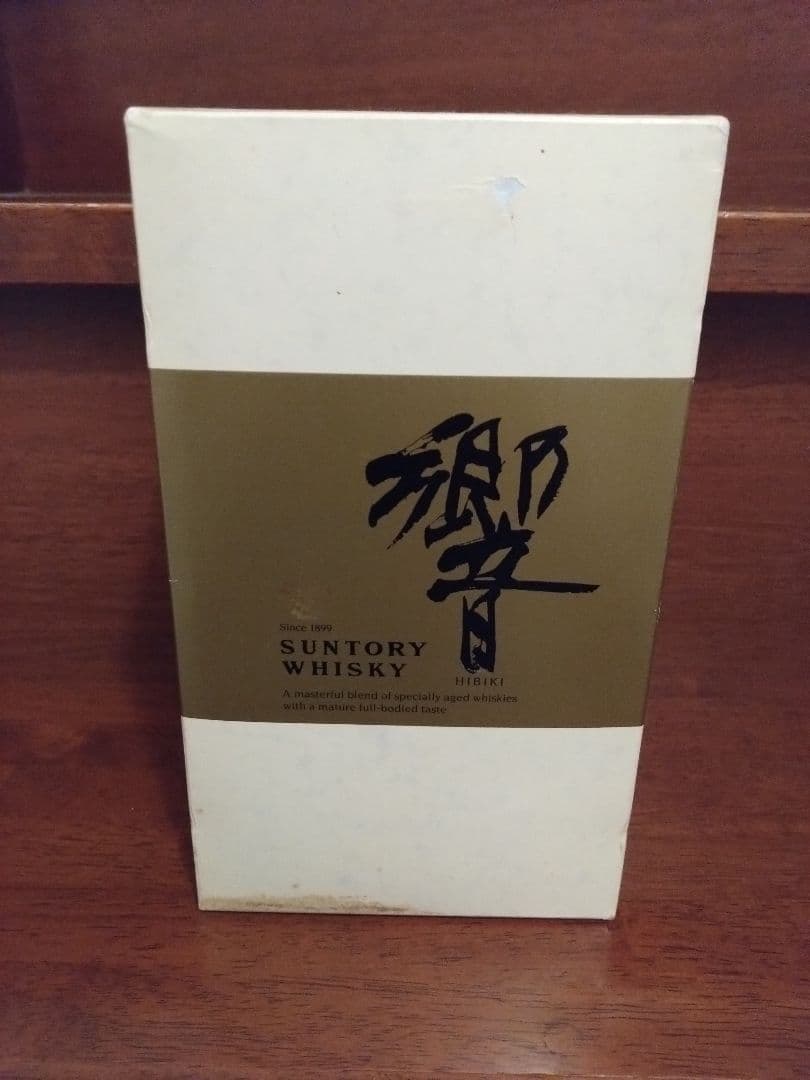 響
Since 1899
SUNTORY
WHISKY
HIBIKI
A masterful blend of specially aged whiskies
with a mature full-bodied taste